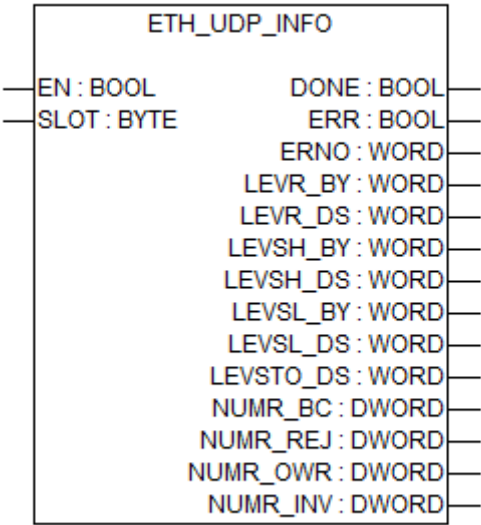 ETH_UDP_INFO
EN : BOOL DONE : BOOL
SLOT : BYTE ERR : BOOL
ERNO : WORD
LEVR_BY : WORD
LEVR_DS : WORD
LEVSH_BY : WORD
LEVSH_DS : WORD
LEVSL_BY : WORD
LEVSL_DS : WORD
LEVSTO_DS : WORD
NUMR_BC : DWORD
NUMR_REJ : DWORD
NUMR_OWR : DWORD
NUMR_INV : DWORD